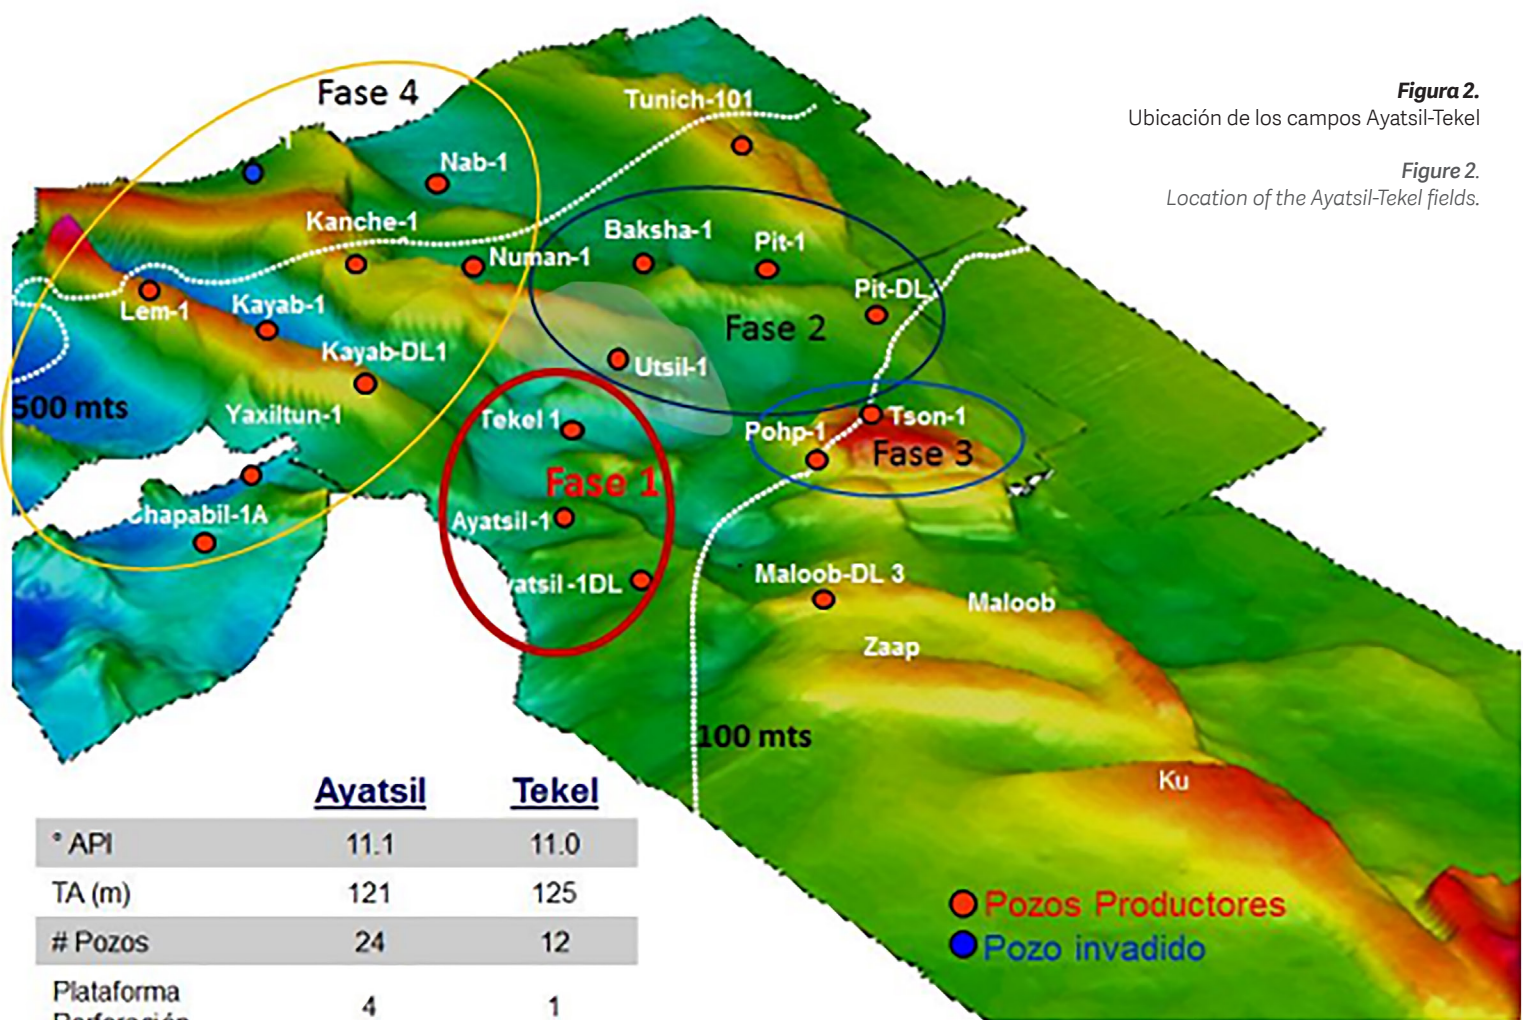 Figura 2.
Ubicación de los campos Ayatsil-Tekel
Figure 2.
Location of the Ayatsil-Tekel fields.
Fase 4
Tunich-101
Nab-1
Kanche-1
Baksha-1
Pit-1
Numan-1
Pit-DL
Lem-1
Kayab-1
Fase 2
Kayab-DL1
Utsil-1
500 mts
Yaxiltun-1
Tekel 1
Tson-1
Pohp-1
Fase 3
Fase 1
Chapabil-1A
Ayatsil-1
yatsil-1DL
Maloob-DL 3
Maloob
Zaap
100 mts
Ku
Ayatsil Tekel
° API 11.1 11.0
TA (m) 121 125
# Pozos 24 12
Plataforma 4 1
Perforación
Pozos Productores
Pozo invadido